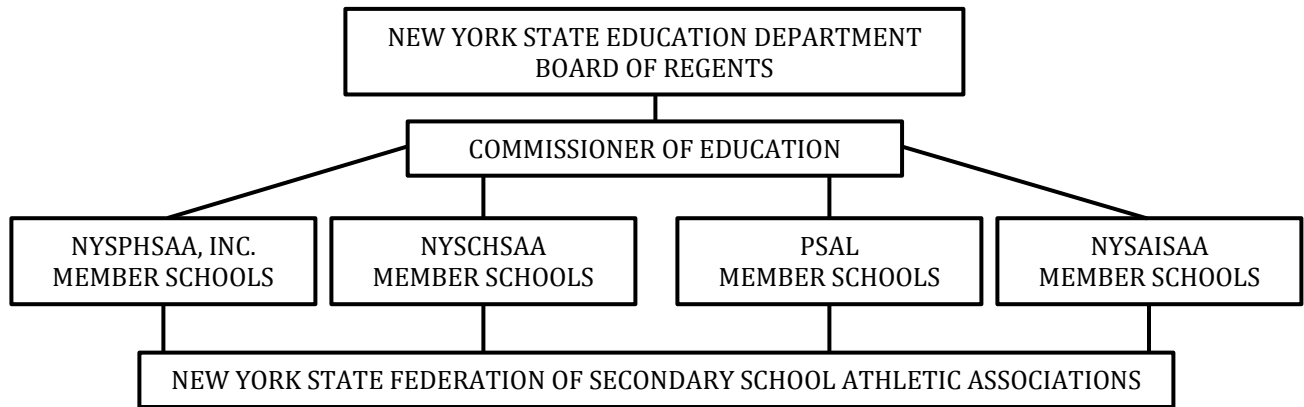 NEW YORK STATE EDUCATION DEPARTMENT
BOARD OF REGENTS
COMMISSIONER OF EDUCATION
NYSPHSAA, INC.
MEMBER SCHOOLS
NYSCHSAA
MEMBER SCHOOLS
PSAL
MEMBER SCHOOLS
NYSAISAA
MEMBER SCHOOLS
NEW YORK STATE FEDERATION OF SECONDARY SCHOOL ATHLETIC ASSOCIATIONS